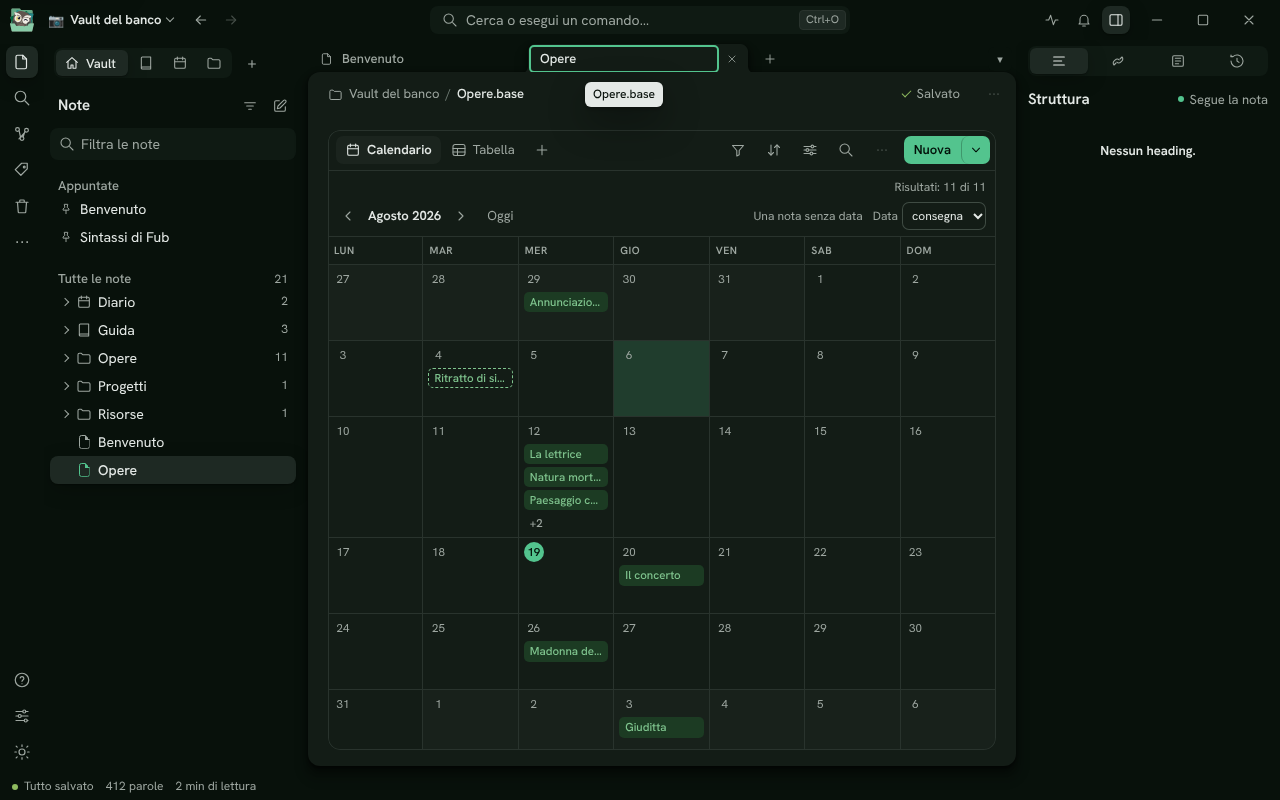 Vault del banco
Cerca o esegui un comando...
Ctrl+O
Vault
Benvenuto
Opere
Note
Vault del banco / Opere.base
Opere.base
Salvato
Struttura
Segue la nota
Filtra le note
Calendario
Tabella
Nuova
Nessun heading.
Appuntate
Risultati: 11 di 11
Benvenuto
Agosto 2026
Oggi
Una nota senza data
Data
consegna
Sintassi di Fub
LUN MAR MER GIO VEN SAB DOM
Tutte le note 21
Diario 2
Guida 3
Opere 11
Progetti 1
Risorse 1
Benvenuto
Opere
27 28 29 30 31 1 2
Annunciazio...
3 4 5 6 7 8 9
Ritratto di si...
10 11 12 13 14 15 16
La lettrice
Natura mort...
Paesaggio c...
+2
17 18 19 20 21 22 23
Il concerto
24 25 26 27 28 29 30
Madonna de...
31 1 2 3 4 5 6
Giuditta
Tutto salvato 412 parole 2 min di lettura